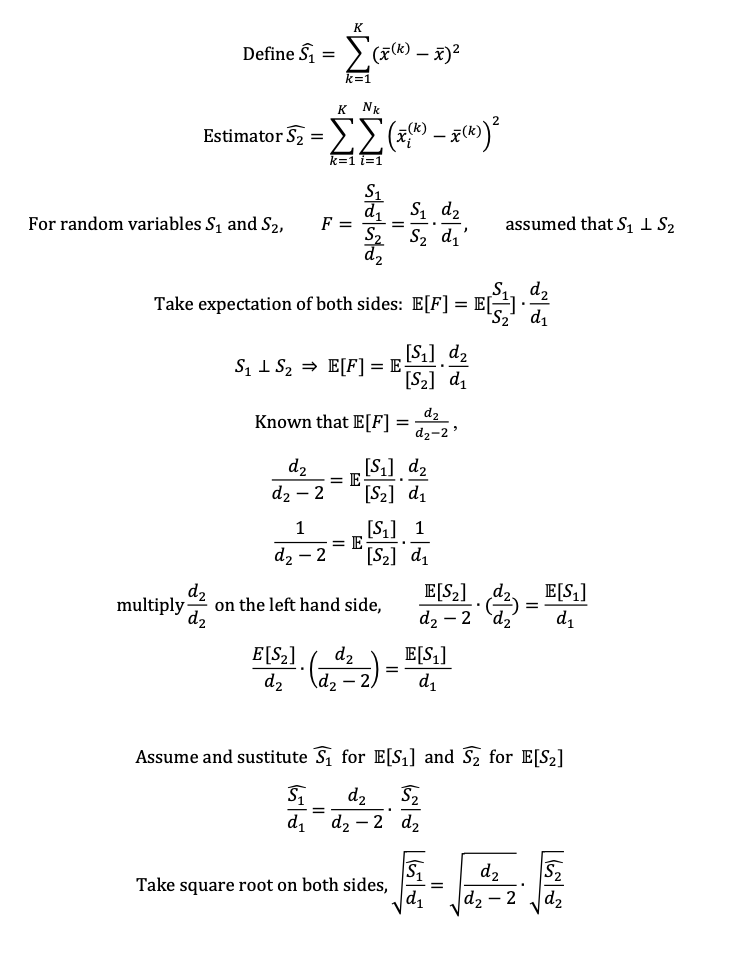 Define $\widehat{S_1} = \sum_{k=1}^{K} (\bar{x}^{(k)} - \bar{x})^2$
Estimator $\widehat{S_2} = \sum_{k=1}^{K} \sum_{i=1}^{N_k} \left( \bar{x}_i^{(k)} - \bar{x}^{(k)} \right)^2$
For random variables $S_1$ and $S_2$, $F = \frac{\frac{S_1}{d_1}}{\frac{S_2}{d_2}} = \frac{S_1}{S_2} \cdot \frac{d_2}{d_1}$, assumed that $S_1 \perp S_2$
Take expectation of both sides: $\mathbb{E}[F] = \mathbb{E}[\frac{S_1}{S_2}] \cdot \frac{d_2}{d_1}$
$S_1 \perp S_2 \Rightarrow \mathbb{E}[F] = \mathbb{E}\frac{[S_1]}{[S_2]} \cdot \frac{d_2}{d_1}$
Known that $\mathbb{E}[F] = \frac{d_2}{d_2-2}$,
$\frac{d_2}{d_2-2} = \mathbb{E}\frac{[S_1]}{[S_2]} \cdot \frac{d_2}{d_1}$
$\frac{1}{d_2-2} = \mathbb{E}\frac{[S_1]}{[S_2]} \cdot \frac{1}{d_1}$
multiply $\frac{d_2}{d_2}$ on the left hand side, $\frac{\mathbb{E}[S_2]}{d_2-2} \cdot (\frac{d_2}{d_2}) = \frac{\mathbb{E}[S_1]}{d_1}$
$\frac{E[S_2]}{d_2} \cdot \left( \frac{d_2}{d_2-2} \right) = \frac{\mathbb{E}[S_1]}{d_1}$
Assume and sustitute $\widehat{S_1}$ for $\mathbb{E}[S_1]$ and $\widehat{S_2}$ for $\mathbb{E}[S_2]$
$\frac{\widehat{S_1}}{d_1} = \frac{d_2}{d_2-2} \cdot \frac{\widehat{S_2}}{d_2}$
Take square root on both sides, $\sqrt{\frac{\widehat{S_1}}{d_1}} = \sqrt{\frac{d_2}{d_2-2}} \cdot \sqrt{\frac{\widehat{S_2}}{d_2}}$